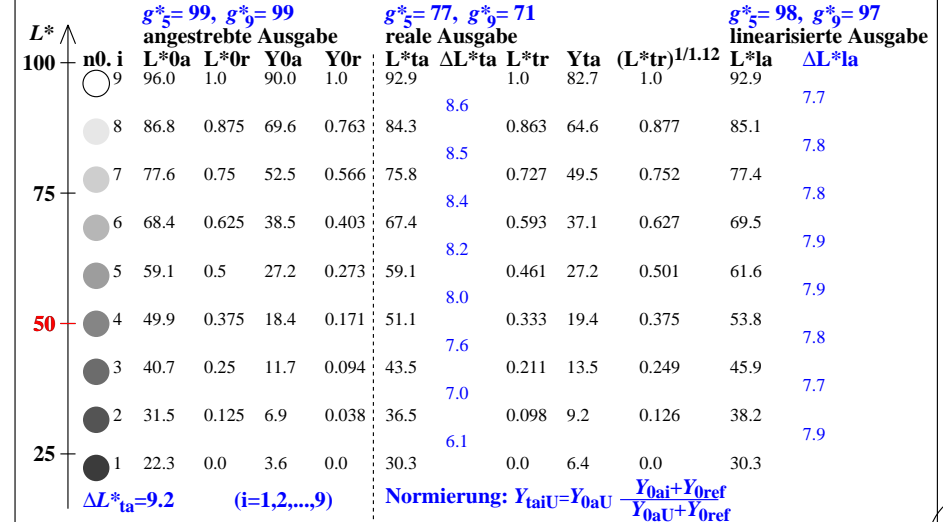 g*5= 99, g*9= 99 g*5= 77, g*9= 71 g*5= 98, g*9= 97
L* angestrebte Ausgabe reale Ausgabe linearisierte Ausgabe
100 n0. i L*0a L*0r Y0a Y0r L*ta ΔL*ta L*tr Yta (L*tr)1/1.12 L*la ΔL*la
9 96.0 1.0 90.0 1.0 92.9 1.0 82.7 1.0 92.9
8.6 7.7
8 86.8 0.875 69.6 0.763 84.3 0.863 64.6 0.877 85.1
8.5 7.8
7 77.6 0.75 52.5 0.566 75.8 0.727 49.5 0.752 77.4
75 8.4 7.8
6 68.4 0.625 38.5 0.403 67.4 0.593 37.1 0.627 69.5
8.2 7.9
5 59.1 0.5 27.2 0.273 59.1 0.461 27.2 0.501 61.6
8.0 7.9
50 4 49.9 0.375 18.4 0.171 51.1 0.333 19.4 0.375 53.8
7.6 7.8
3 40.7 0.25 11.7 0.094 43.5 0.211 13.5 0.249 45.9
7.0 7.7
2 31.5 0.125 6.9 0.038 36.5 0.098 9.2 0.126 38.2
6.1 7.9
25 1 22.3 0.0 3.6 0.0 30.3 0.0 6.4 0.0 30.3
ΔL*ta=9.2 (i=1,2,...,9) Normierung: YtaiU=Y0aU Y0ai+Y0ref
Y0aU+Y0ref